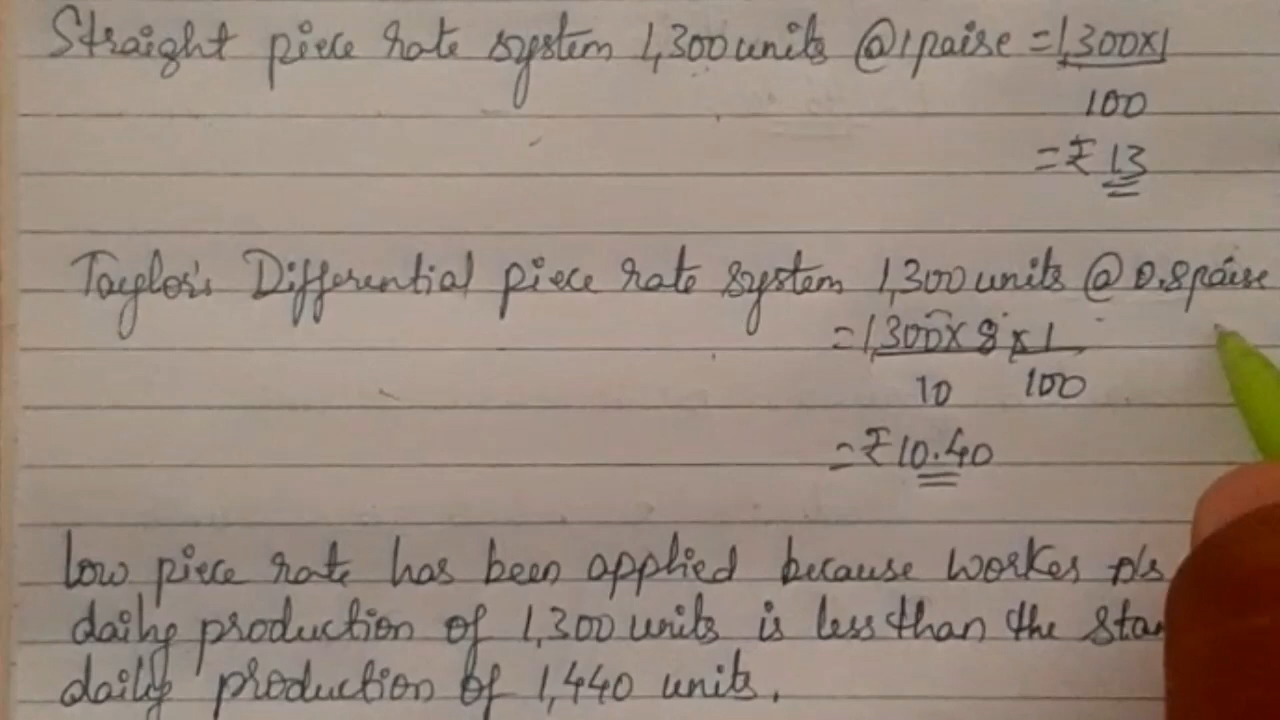 Straight piece rate system 1,300 units @ 1 paise = 1,300 x 1
100
= ₹ 13
Taylor's Differential piece rate system 1,300 units @ 0.8 paise
= 1,300 x 8 x 1
10 100
= ₹ 10.40
low piece rate has been applied because worker
daily production of 1,300 units is less than the
daily production of 1,440 units.